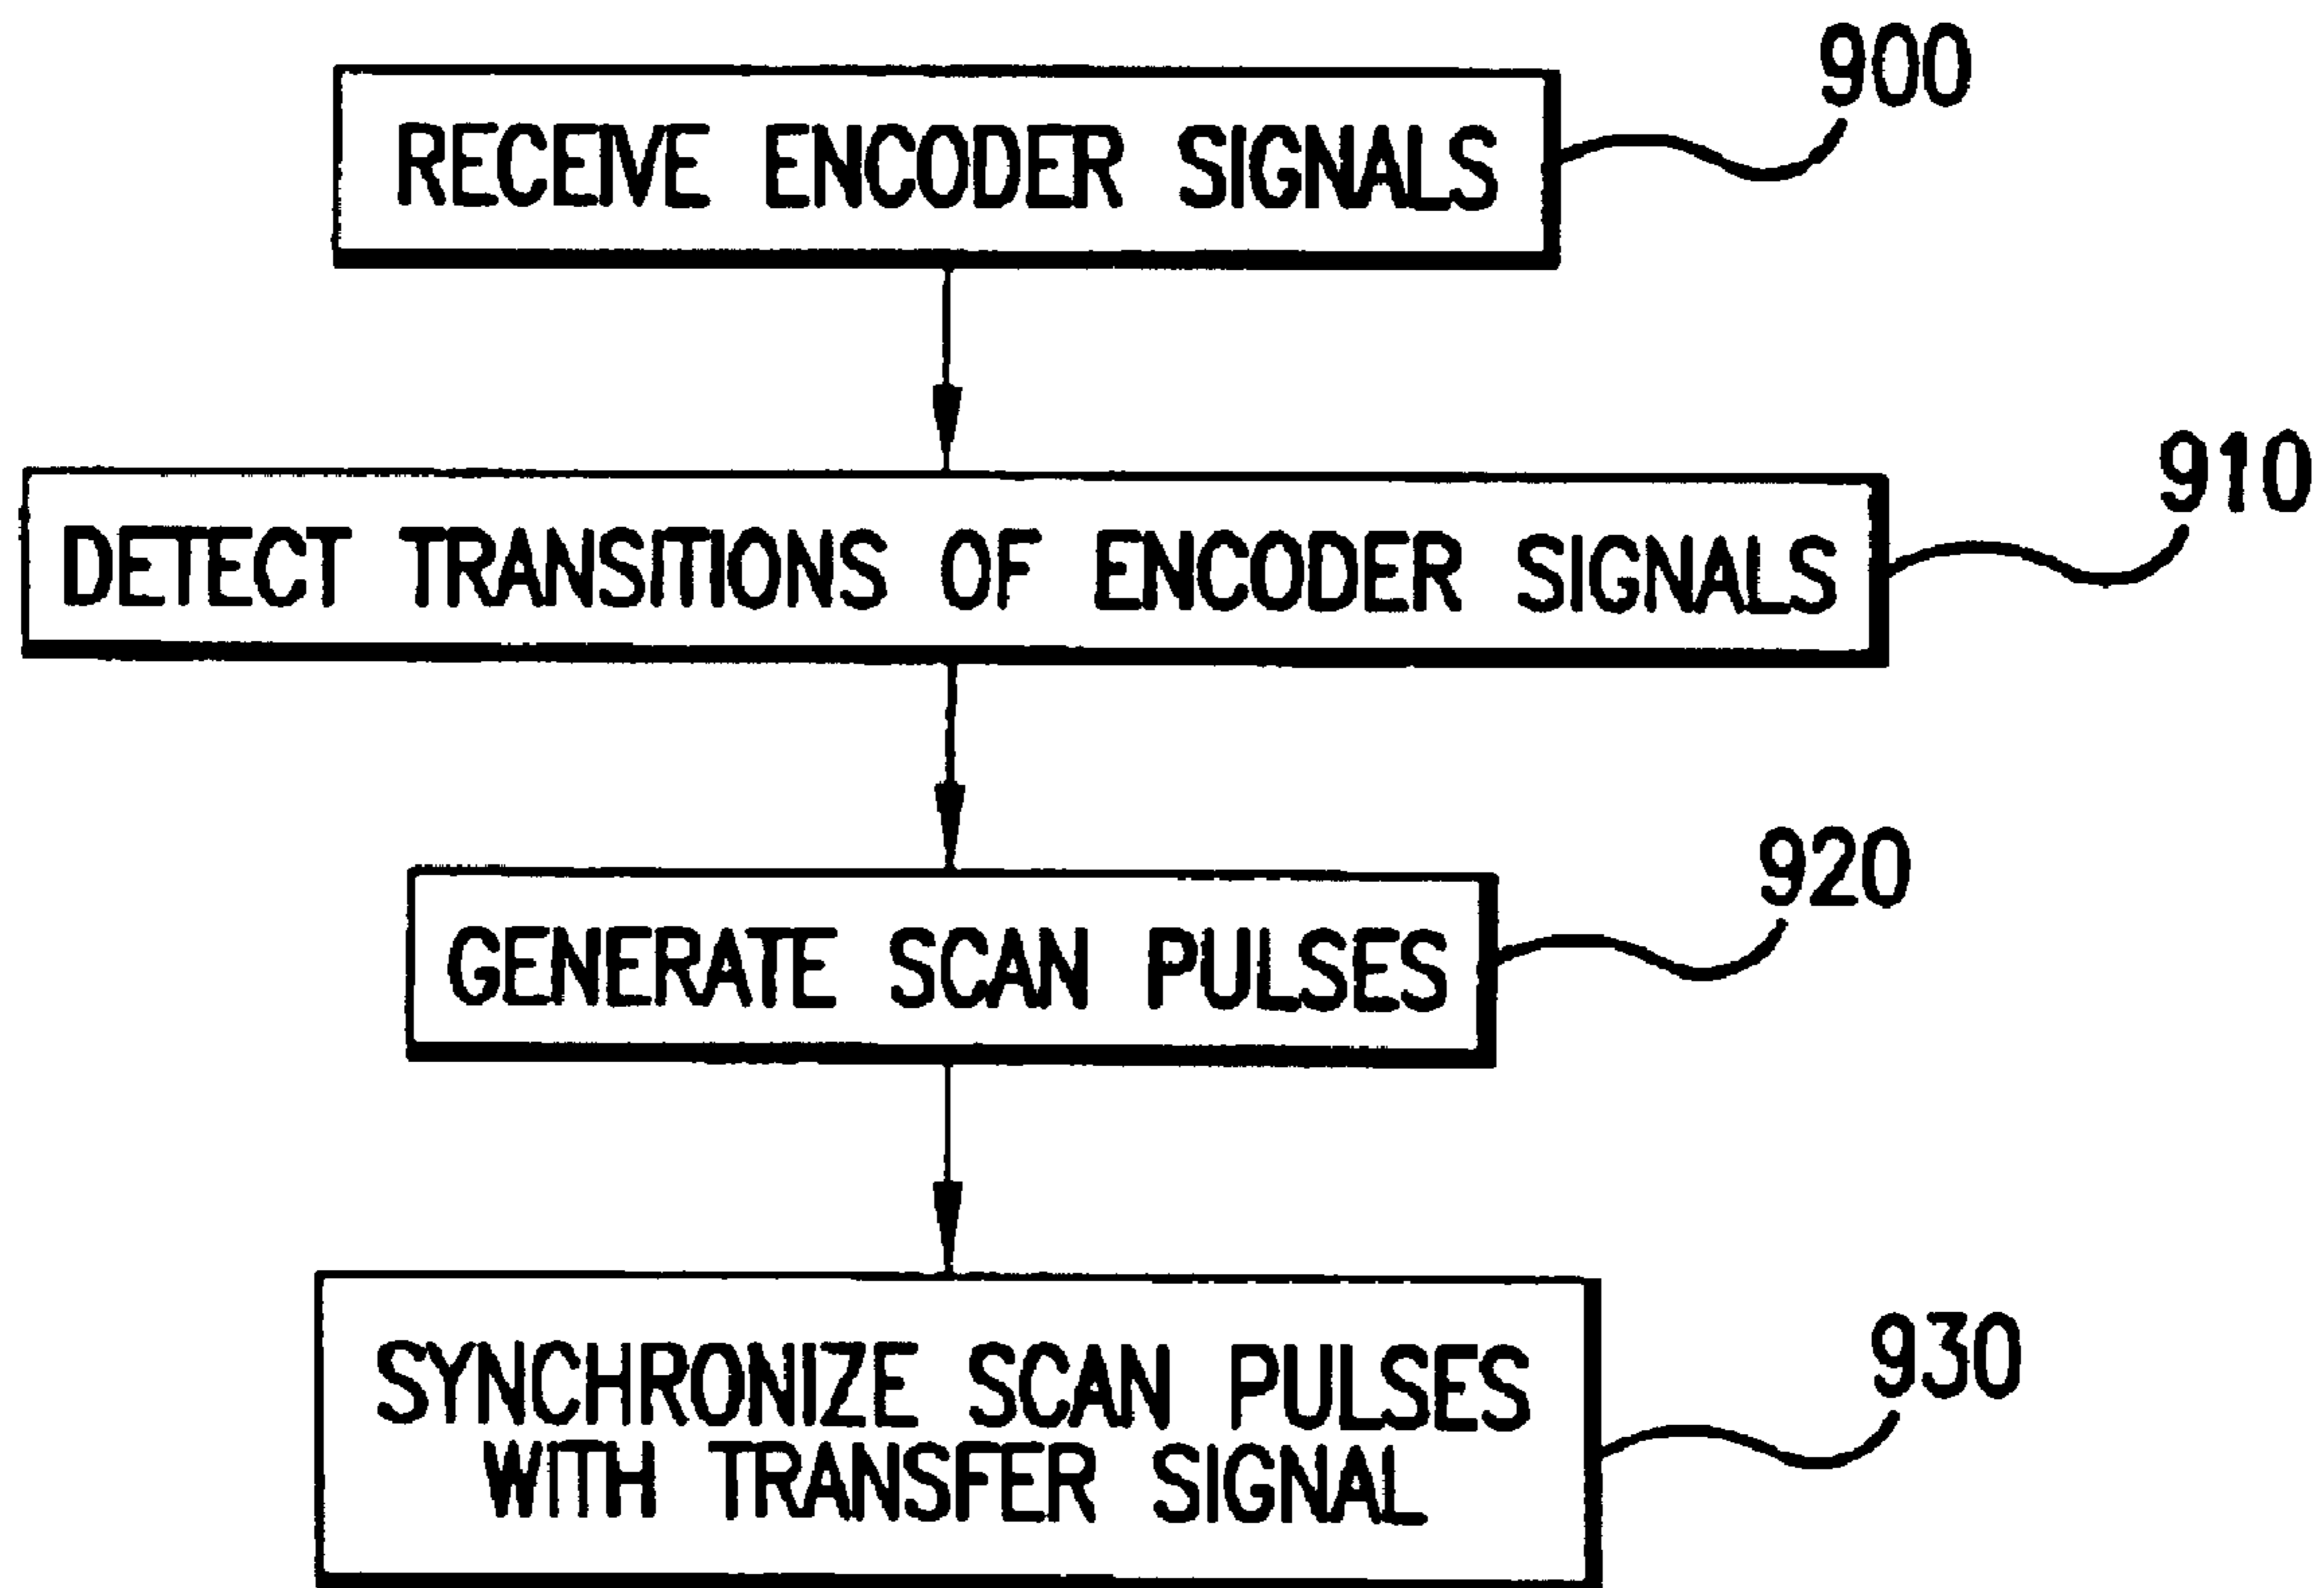 900
RECEIVE ENCODER SIGNALS
910
DETECT TRANSITIONS OF ENCODER SIGNALS
920
GENERATE SCAN PULSES
930
SYNCHRONIZE SCAN PULSES
WITH TRANSFER SIGNAL